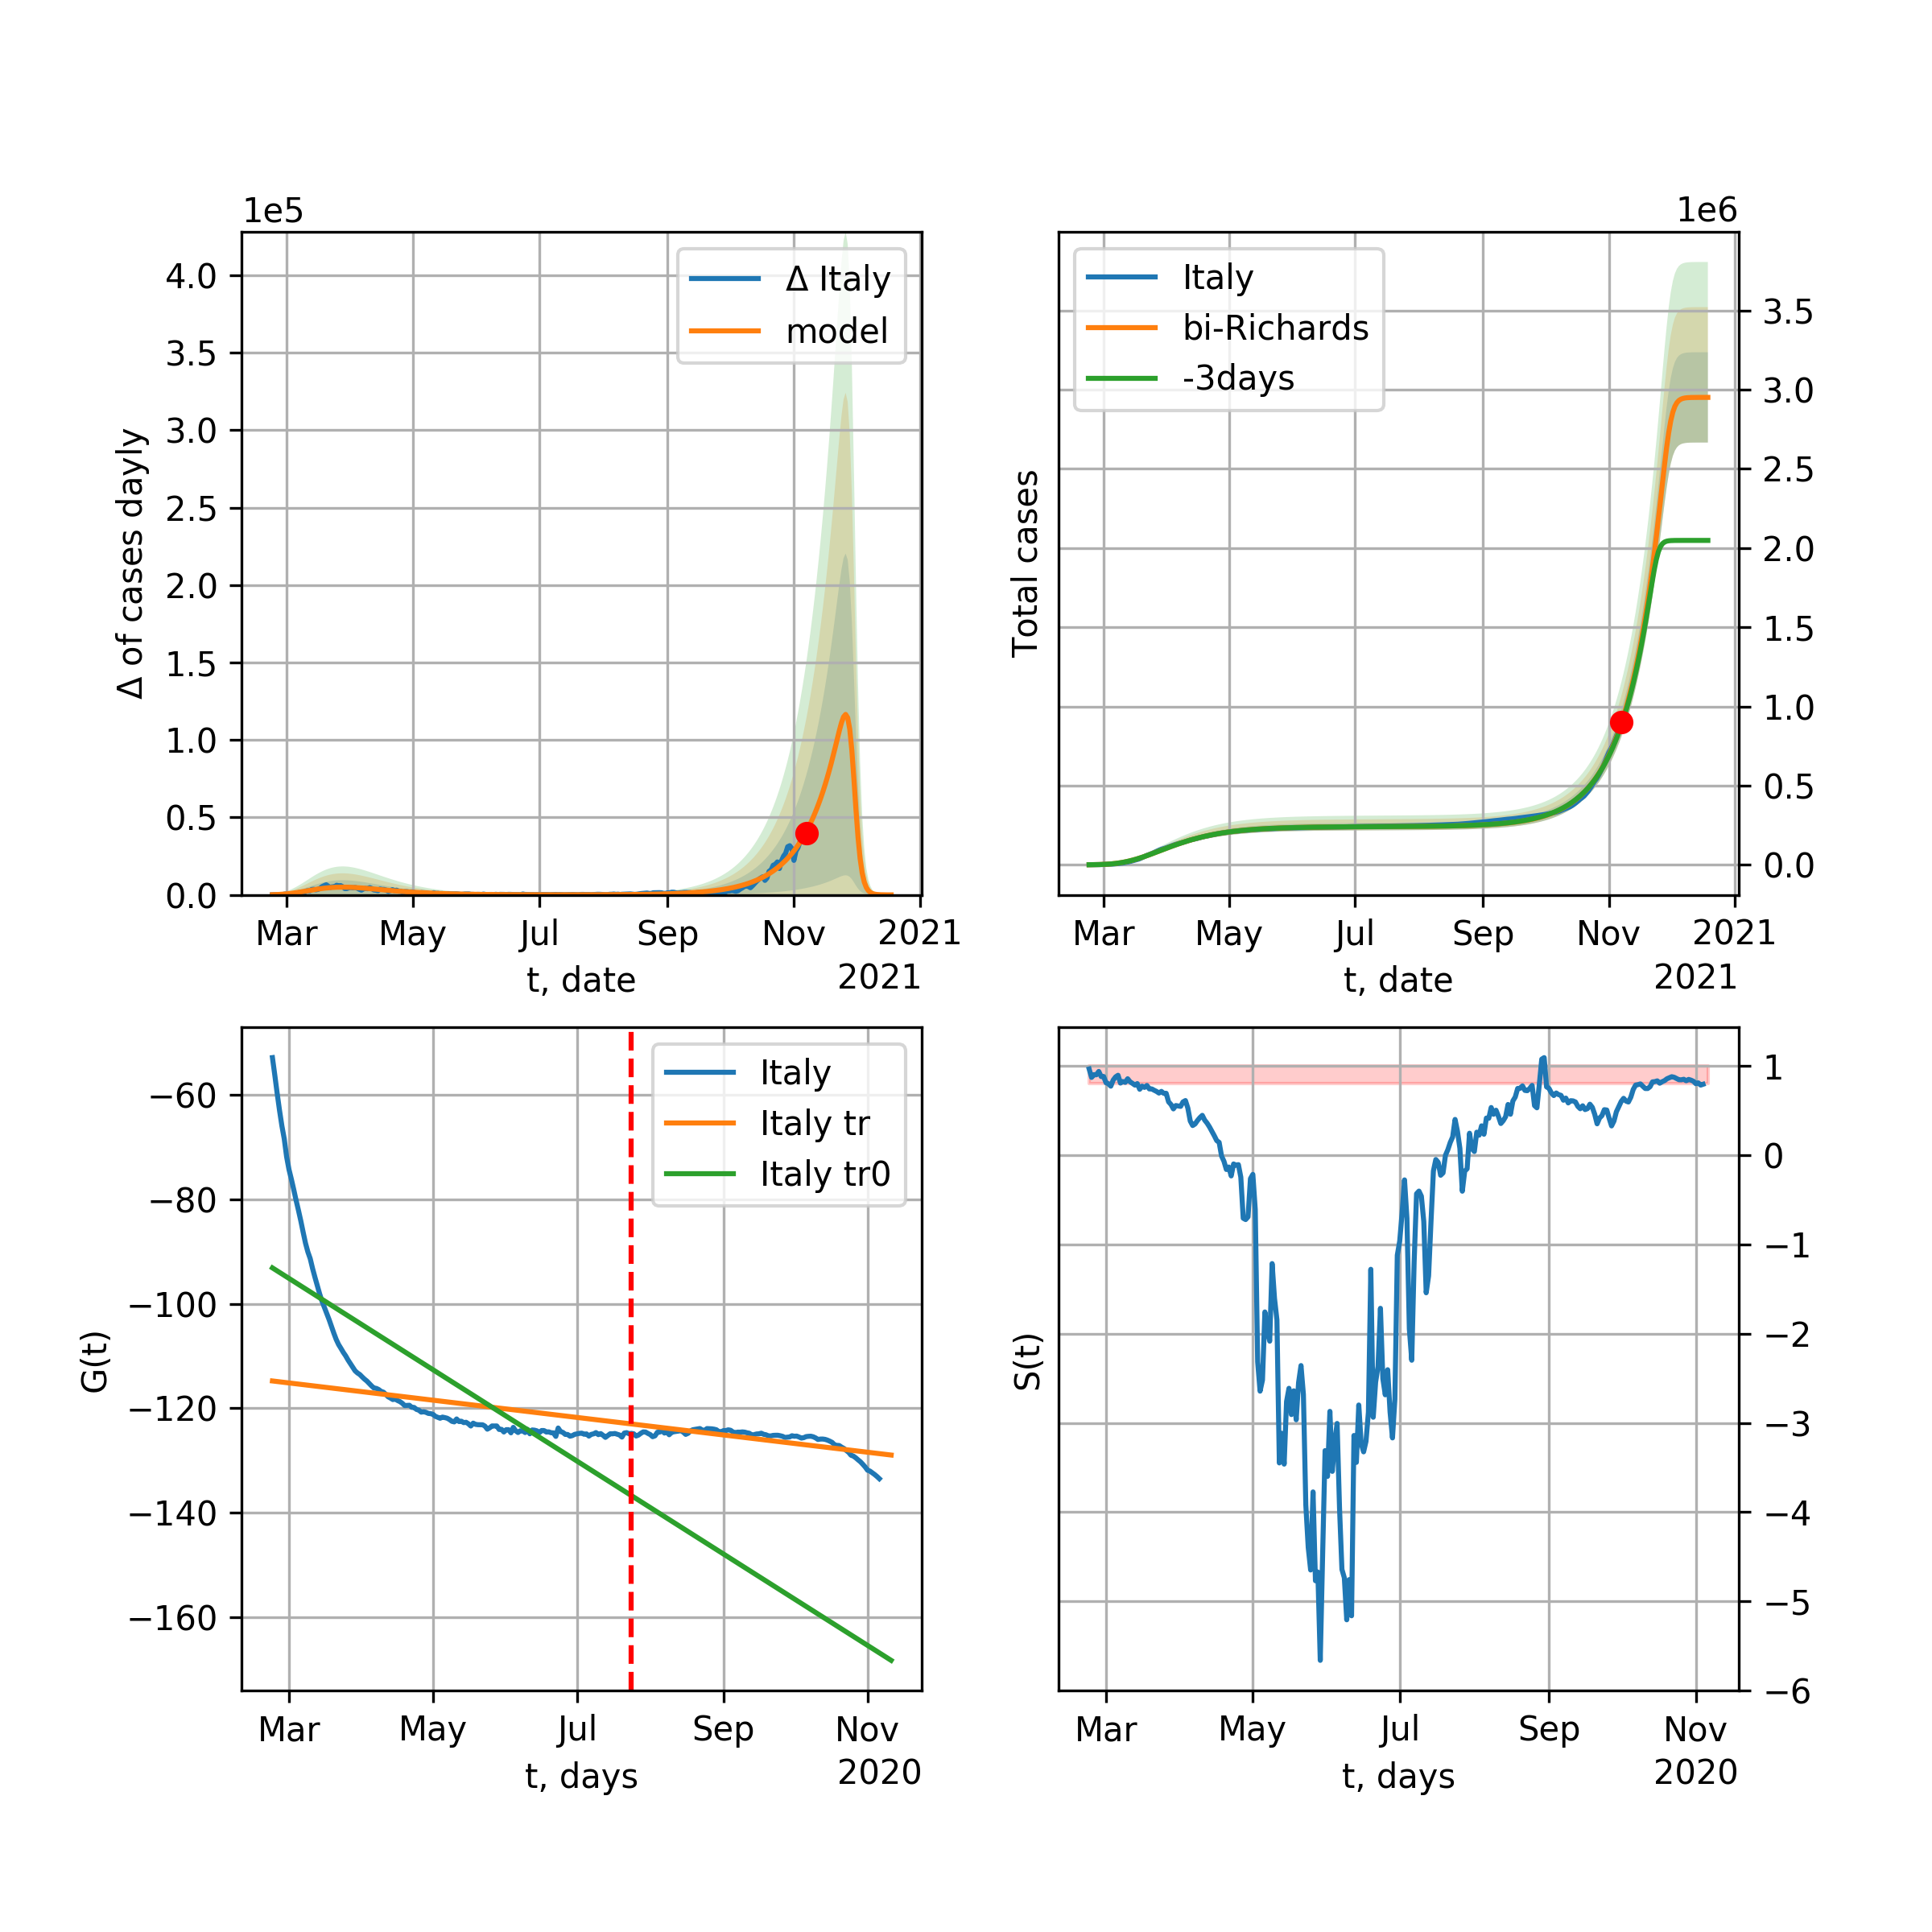 1e5
4.0
3.5
3.0
2.5
2.0
1.5
1.0
0.5
0.0
Δ of cases dayly
Δ Italy
model
Mar May Jul Sep Nov 2021
t, date
2021
1e6
Italy
bi-Richards
-3days
Total cases
3.5
3.0
2.5
2.0
1.5
1.0
0.5
0.0
Mar May Jul Sep Nov 2021
t, date
2021
−60
−80
−100
−120
−140
−160
G(t)
Italy
Italy tr
Italy tr0
Mar May Jul Sep Nov
t, days
2020
S(t)
1
0
−1
−2
−3
−4
−5
−6
Mar May Jul Sep Nov
t, days
2020